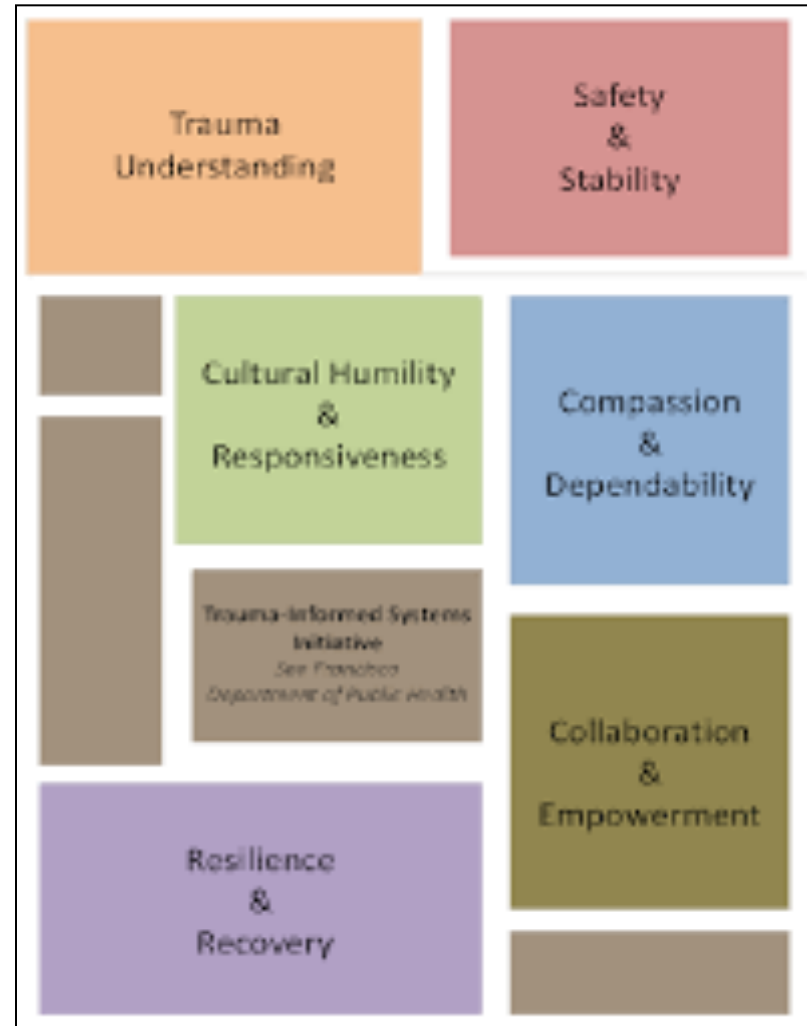 Trauma
Understanding
Safety
&
Stability
Cultural Humility
&
Responsiveness
Compassion
&
Dependability
Trauma-Informed Systems
Initiative
San Francisco
Department of Public Health
Collaboration
&
Empowerment
Resilience
&
Recovery